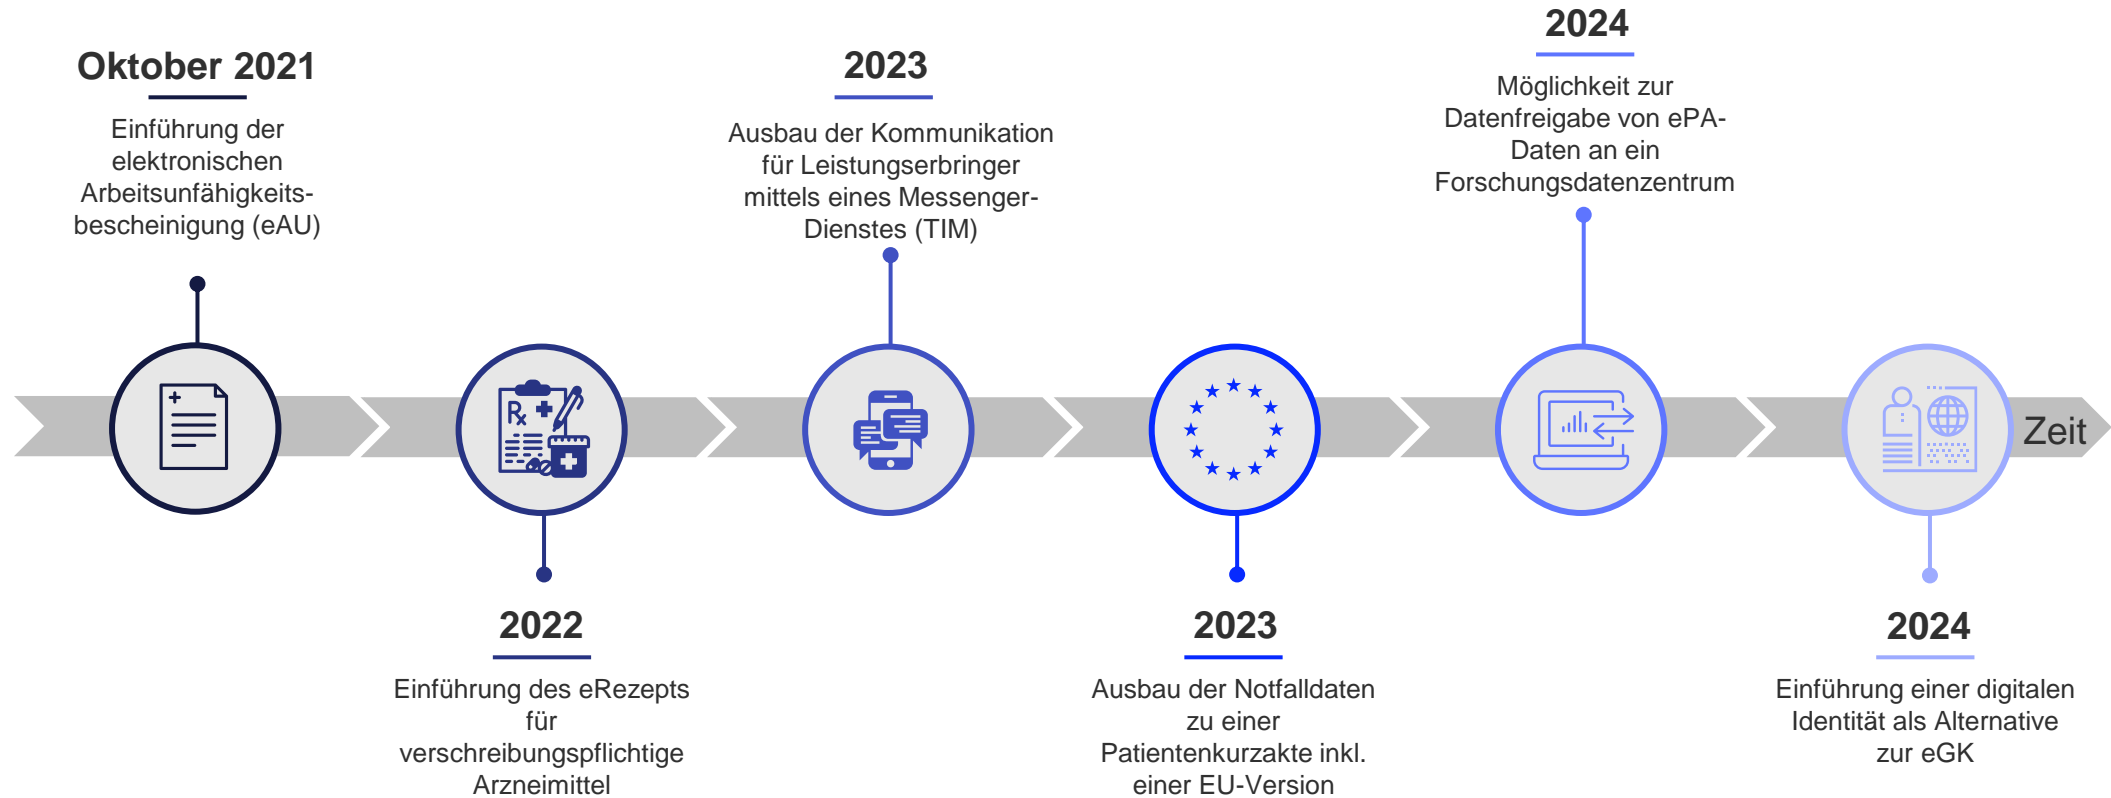 Oktober 2021
Einführung der
elektronischen
Arbeitsunfähigkeits-
bescheinigung (eAU)
2022
Einführung des eRezepts
für
verschreibungspflichtige
Arzneimittel
2023
Ausbau der Kommunikation
für Leistungserbringer
mittels eines Messenger-
Dienstes (TIM)
2023
Ausbau der Notfalldaten
zu einer
Patientenkurzakte inkl.
einer EU-Version
2024
Möglichkeit zur
Datenfreigabe von ePA-
Daten an ein
Forschungsdatenzentrum
2024
Einführung einer digitalen
Identität als Alternative
zur eGK
Zeit